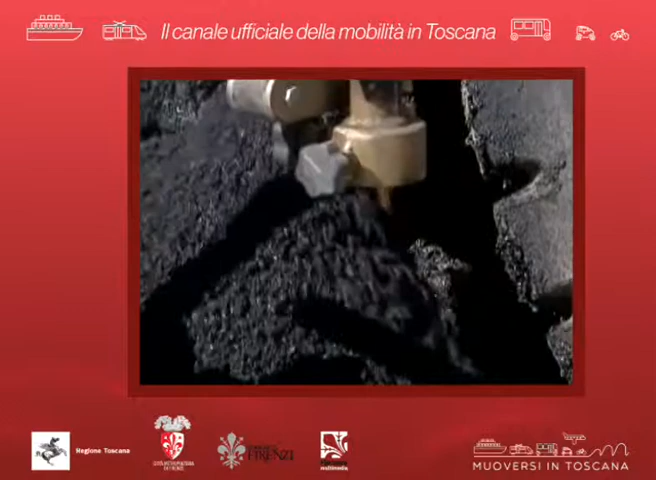 Il canale ufficiale della mobilità in Toscana
Regione Toscana
FIRENZE
multimedia
MUOVERSI IN TOSCANA